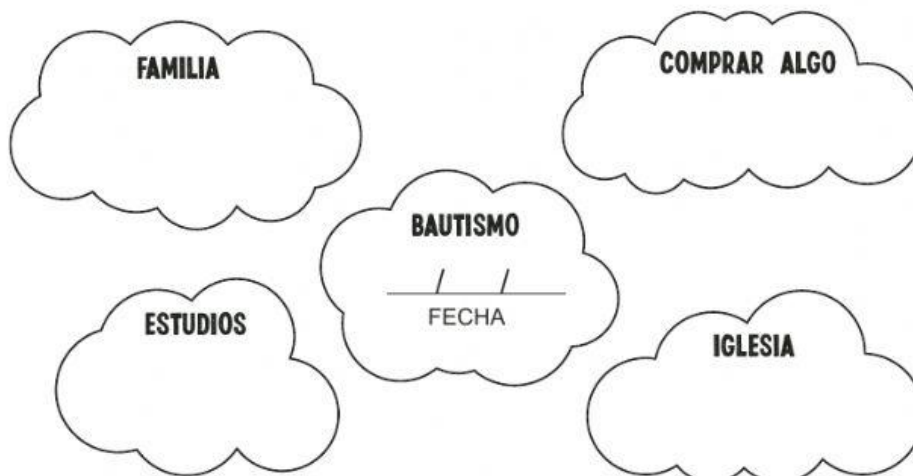 FAMILIA
COMPRAR ALGO
BAUTISMO
/ /
FECHA
ESTUDIOS
IGLESIA